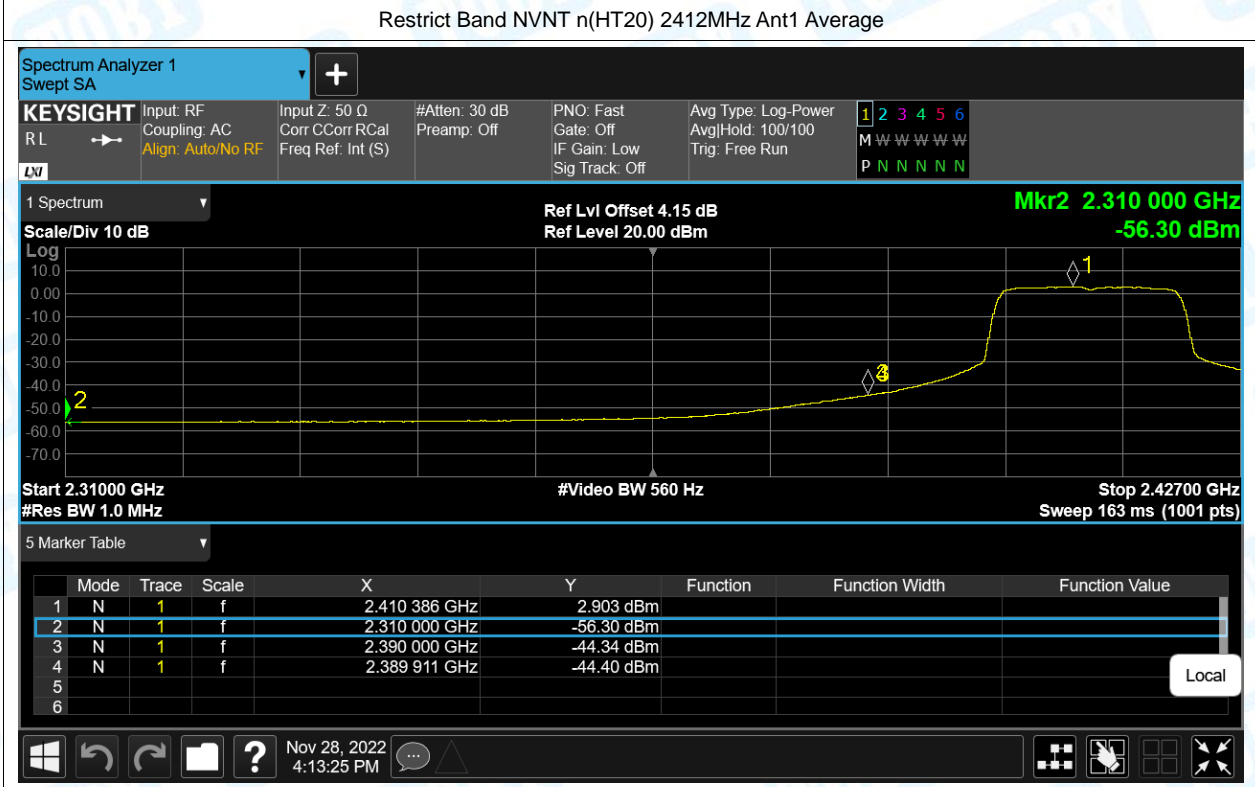 Restrict Band NVNT n(HT20) 2412MHz Ant1 Average
Spectrum Analyzer 1
Swept SA
+
KEYSIGHT
R L
LXI
Input: RF
Coupling: AC
Align: Auto/No RF
Input Z: 50 Ω
Corr CCorr RCal
Freq Ref: Int (S)
#Atten: 30 dB
Preamp: Off
PNO: Fast
Gate: Off
IF Gain: Low
Sig Track: Off
Avg Type: Log-Power
Avg|Hold: 100/100
Trig: Free Run
1 2 3 4 5 6
M W W W W W
P N N N N N
1 Spectrum
Scale/Div 10 dB
Ref Lvl Offset 4.15 dB
Ref Level 20.00 dBm
Mkr2 2.310 000 GHz
-56.30 dBm
Log
10.0
0.00
-10.0
-20.0
-30.0
-40.0
-50.0
-60.0
-70.0
1
2
Start 2.31000 GHz
#Res BW 1.0 MHz
#Video BW 560 Hz
Stop 2.42700 GHz
Sweep 163 ms (1001 pts)
5 Marker Table
Mode Trace Scale X Y Function Function Width Function Value
1 N 1 f 2.410 386 GHz 2.903 dBm
2 N 1 f 2.310 000 GHz -56.30 dBm
3 N 1 f 2.390 000 GHz -44.34 dBm
4 N 1 f 2.389 911 GHz -44.40 dBm
5
6
Local
?
Nov 28, 2022
4:13:25 PM